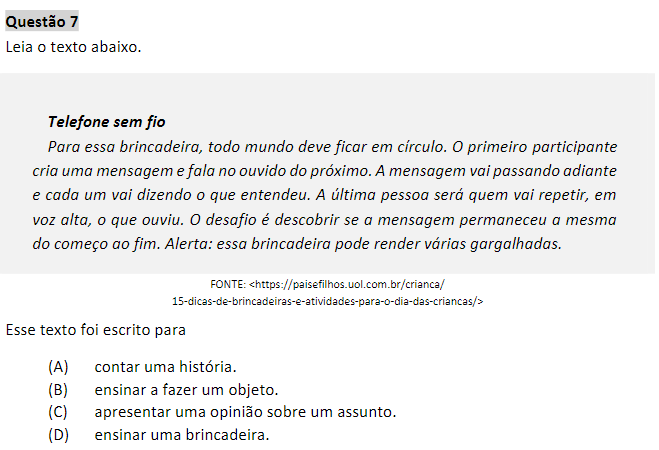 Questão 7
Leia o texto abaixo.
Telefone sem fio
Para essa brincadeira, todo mundo deve ficar em círculo. O primeiro participante
cria uma mensagem e fala no ouvido do próximo. A mensagem vai passando adiante
e cada um vai dizendo o que entendeu. A última pessoa será quem vai repetir, em
voz alta, o que ouviu. O desafio é descobrir se a mensagem permaneceu a mesma
do começo ao fim. Alerta: essa brincadeira pode render várias gargalhadas.
FONTE: <https://paisefilhos.uol.com.br/crianca/
15-dicas-de-brincadeiras-e-atividades-para-o-dia-das-criancas/>
Esse texto foi escrito para
(A) contar uma história.
(B) ensinar a fazer um objeto.
(C) apresentar uma opinião sobre um assunto.
(D) ensinar uma brincadeira.